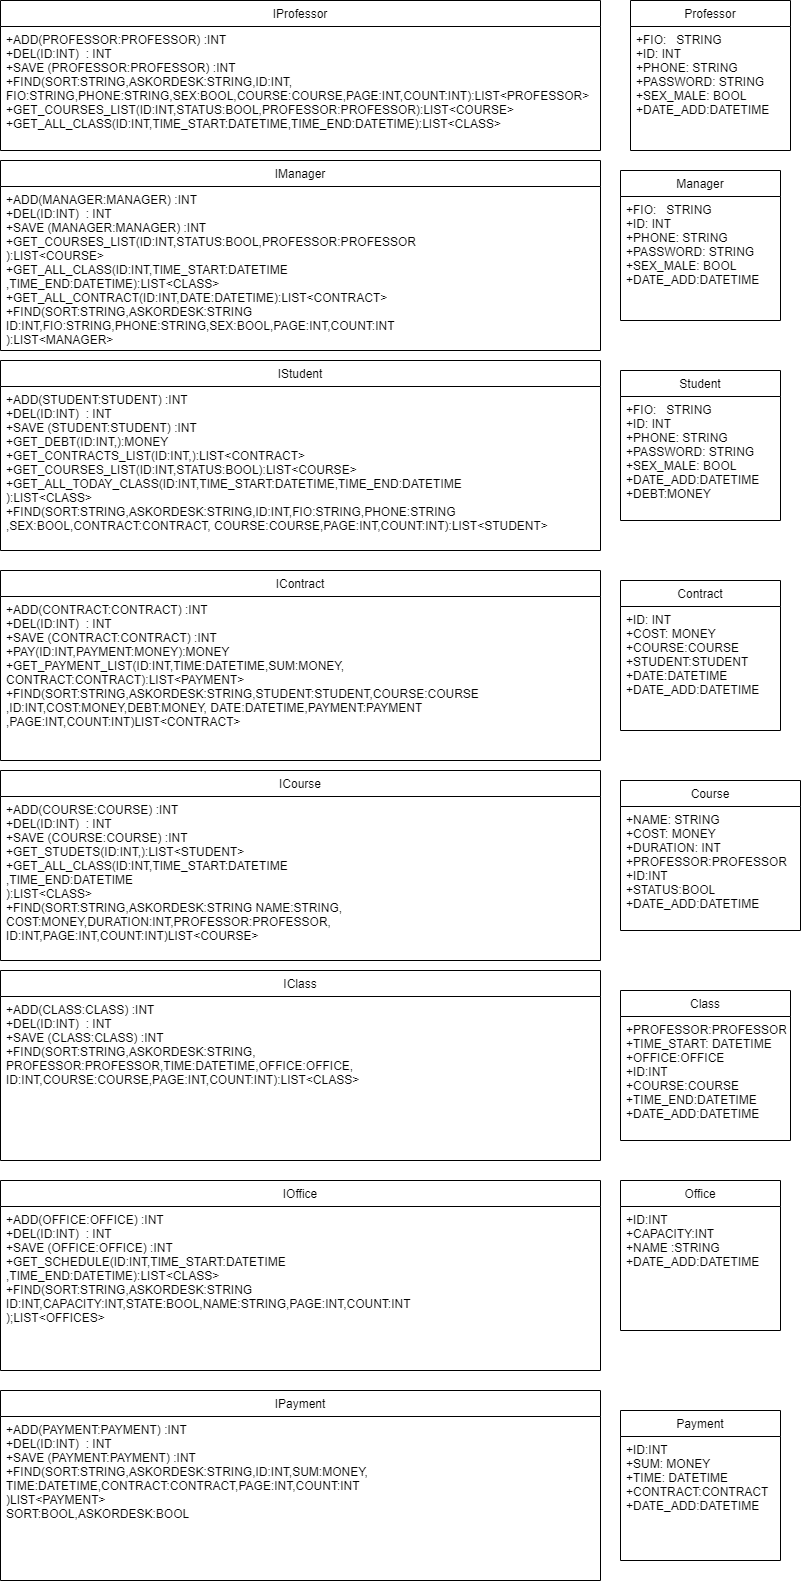 IProfessor
+ADD(PROFESSOR:PROFESSOR) :INT
+DEL(ID:INT)  : INT
+SAVE (PROFESSOR:PROFESSOR) :INT
+FIND(SORT:STRING,ASKORDESK:STRING,ID:INT,
FIO:STRING,PHONE:STRING,SEX:BOOL,COURSE:COURSE,PAGE:INT,COUNT:INT):LIST<PROFESSOR>
+GET_COURSES_LIST(ID:INT,STATUS:BOOL,PROFESSOR:PROFESSOR):LIST<COURSE>
+GET_ALL_CLASS(ID:INT,TIME_START:DATETIME,TIME_END:DATETIME):LIST<CLASS>
Professor
+FIO:   STRING
+ID: INT
+PHONE: STRING
+PASSWORD: STRING
+SEX_MALE: BOOL
+DATE_ADD:DATETIME
IManager
+ADD(MANAGER:MANAGER) :INT
+DEL(ID:INT)  : INT
+SAVE (MANAGER:MANAGER) :INT
+GET_COURSES_LIST(ID:INT,STATUS:BOOL,PROFESSOR:PROFESSOR
):LIST<COURSE>
+GET_ALL_CLASS(ID:INT,TIME_START:DATETIME
,TIME_END:DATETIME):LIST<CLASS>
+GET_ALL_CONTRACT(ID:INT,DATE:DATETIME):LIST<CONTRACT>
+FIND(SORT:STRING,ASKORDESK:STRING
ID:INT,FIO:STRING,PHONE:STRING,SEX:BOOL,PAGE:INT,COUNT:INT
):LIST<MANAGER>
Manager
+FIO:   STRING
+ID: INT
+PHONE: STRING
+PASSWORD: STRING
+SEX_MALE: BOOL
+DATE_ADD:DATETIME
IStudent
+ADD(STUDENT:STUDENT) :INT
+DEL(ID:INT)  : INT
+SAVE (STUDENT:STUDENT) :INT
+GET_DEBT(ID:INT,):MONEY
+GET_CONTRACTS_LIST(ID:INT,):LIST<CONTRACT>
+GET_COURSES_LIST(ID:INT,STATUS:BOOL):LIST<COURSE>
+GET_ALL_TODAY_CLASS(ID:INT,TIME_START:DATETIME,TIME_END:DATETIME
):LIST<CLASS>
+FIND(SORT:STRING,ASKORDESK:STRING,ID:INT,FIO:STRING,PHONE:STRING
,SEX:BOOL,CONTRACT:CONTRACT, COURSE:COURSE,PAGE:INT,COUNT:INT):LIST<STUDENT>
Student
+FIO:   STRING
+ID: INT
+PHONE: STRING
+PASSWORD: STRING
+SEX_MALE: BOOL
+DATE_ADD:DATETIME
+DEBT:MONEY
IContract
+ADD(CONTRACT:CONTRACT) :INT
+DEL(ID:INT)  : INT
+SAVE (CONTRACT:CONTRACT) :INT
+PAY(ID:INT,PAYMENT:MONEY):MONEY
+GET_PAYMENT_LIST(ID:INT,TIME:DATETIME,SUM:MONEY,
CONTRACT:CONTRACT):LIST<PAYMENT>
+FIND(SORT:STRING,ASKORDESK:STRING,STUDENT:STUDENT,COURSE:COURSE
,ID:INT,COST:MONEY,DEBT:MONEY, DATE:DATETIME,PAYMENT:PAYMENT
,PAGE:INT,COUNT:INT)LIST<CONTRACT>
Contract
+ID: INT
+COST: MONEY
+COURSE:COURSE
+STUDENT:STUDENT
+DATE:DATETIME
+DATE_ADD:DATETIME
ICourse
+ADD(COURSE:COURSE) :INT
+DEL(ID:INT)  : INT
+SAVE (COURSE:COURSE) :INT
+GET_STUDETS(ID:INT,):LIST<STUDENT>
+GET_ALL_CLASS(ID:INT,TIME_START:DATETIME
,TIME_END:DATETIME
):LIST<CLASS>
+FIND(SORT:STRING,ASKORDESK:STRING NAME:STRING,
COST:MONEY,DURATION:INT,PROFESSOR:PROFESSOR,
ID:INT,PAGE:INT,COUNT:INT)LIST<COURSE>
Course
+NAME: STRING
+COST: MONEY
+DURATION: INT
+PROFESSOR:PROFESSOR
+ID:INT
+STATUS:BOOL
+DATE_ADD:DATETIME
IClass
+ADD(CLASS:CLASS) :INT
+DEL(ID:INT)  : INT
+SAVE (CLASS:CLASS) :INT
+FIND(SORT:STRING,ASKORDESK:STRING,
PROFESSOR:PROFESSOR,TIME:DATETIME,OFFICE:OFFICE,
ID:INT,COURSE:COURSE,PAGE:INT,COUNT:INT):LIST<CLASS>
Class
+PROFESSOR:PROFESSOR
+TIME_START: DATETIME
+OFFICE:OFFICE
+ID:INT
+COURSE:COURSE
+TIME_END:DATETIME
+DATE_ADD:DATETIME
IOffice
+ADD(OFFICE:OFFICE) :INT
+DEL(ID:INT)  : INT
+SAVE (OFFICE:OFFICE) :INT
+GET_SCHEDULE(ID:INT,TIME_START:DATETIME
,TIME_END:DATETIME):LIST<CLASS>
+FIND(SORT:STRING,ASKORDESK:STRING
ID:INT,CAPACITY:INT,STATE:BOOL,NAME:STRING,PAGE:INT,COUNT:INT
);LIST<OFFICES>
Office
+ID:INT
+CAPACITY:INT
+NAME :STRING
+DATE_ADD:DATETIME
IPayment
+ADD(PAYMENT:PAYMENT) :INT
+DEL(ID:INT)  : INT
+SAVE (PAYMENT:PAYMENT) :INT
+FIND(SORT:STRING,ASKORDESK:STRING,ID:INT,SUM:MONEY,
TIME:DATETIME,CONTRACT:CONTRACT,PAGE:INT,COUNT:INT
)LIST<PAYMENT>
SORT:BOOL,ASKORDESK:BOOL
Payment
+ID:INT
+SUM: MONEY
+TIME: DATETIME
+CONTRACT:CONTRACT
+DATE_ADD:DATETIME